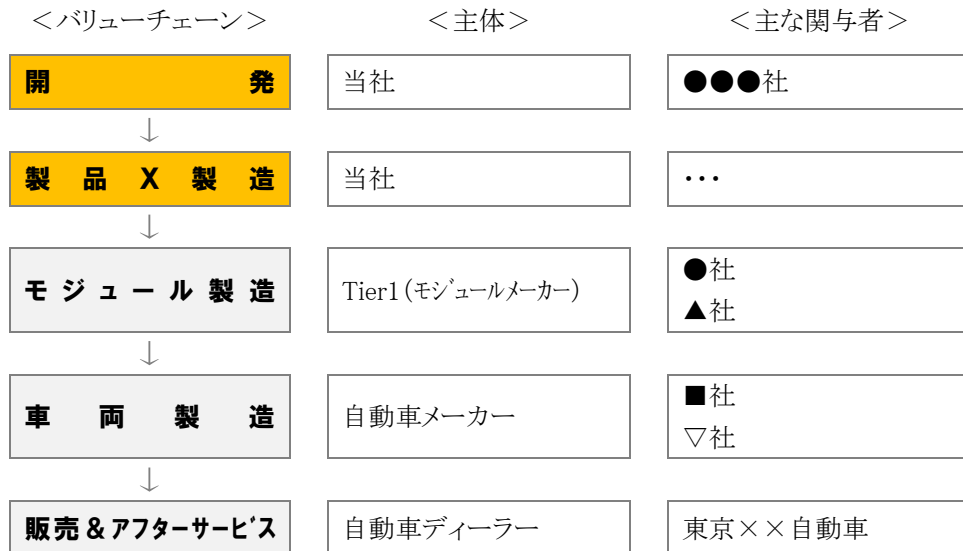 ＜バリューチェーン＞ ＜主体＞ ＜主な関与者＞
開発 当社 ●●●社
↓
製品X製造 当社 ・・・
↓
モジュール製造 Tier1（ﾓｼﾞｭｰﾙﾒｰｶｰ） ●社
▲社
↓
車両製造 自動車メーカー ■社
▽社
↓
販売＆ｱﾌﾀｰｻｰﾋﾞｽ 自動車ディーラー 東京××自動車